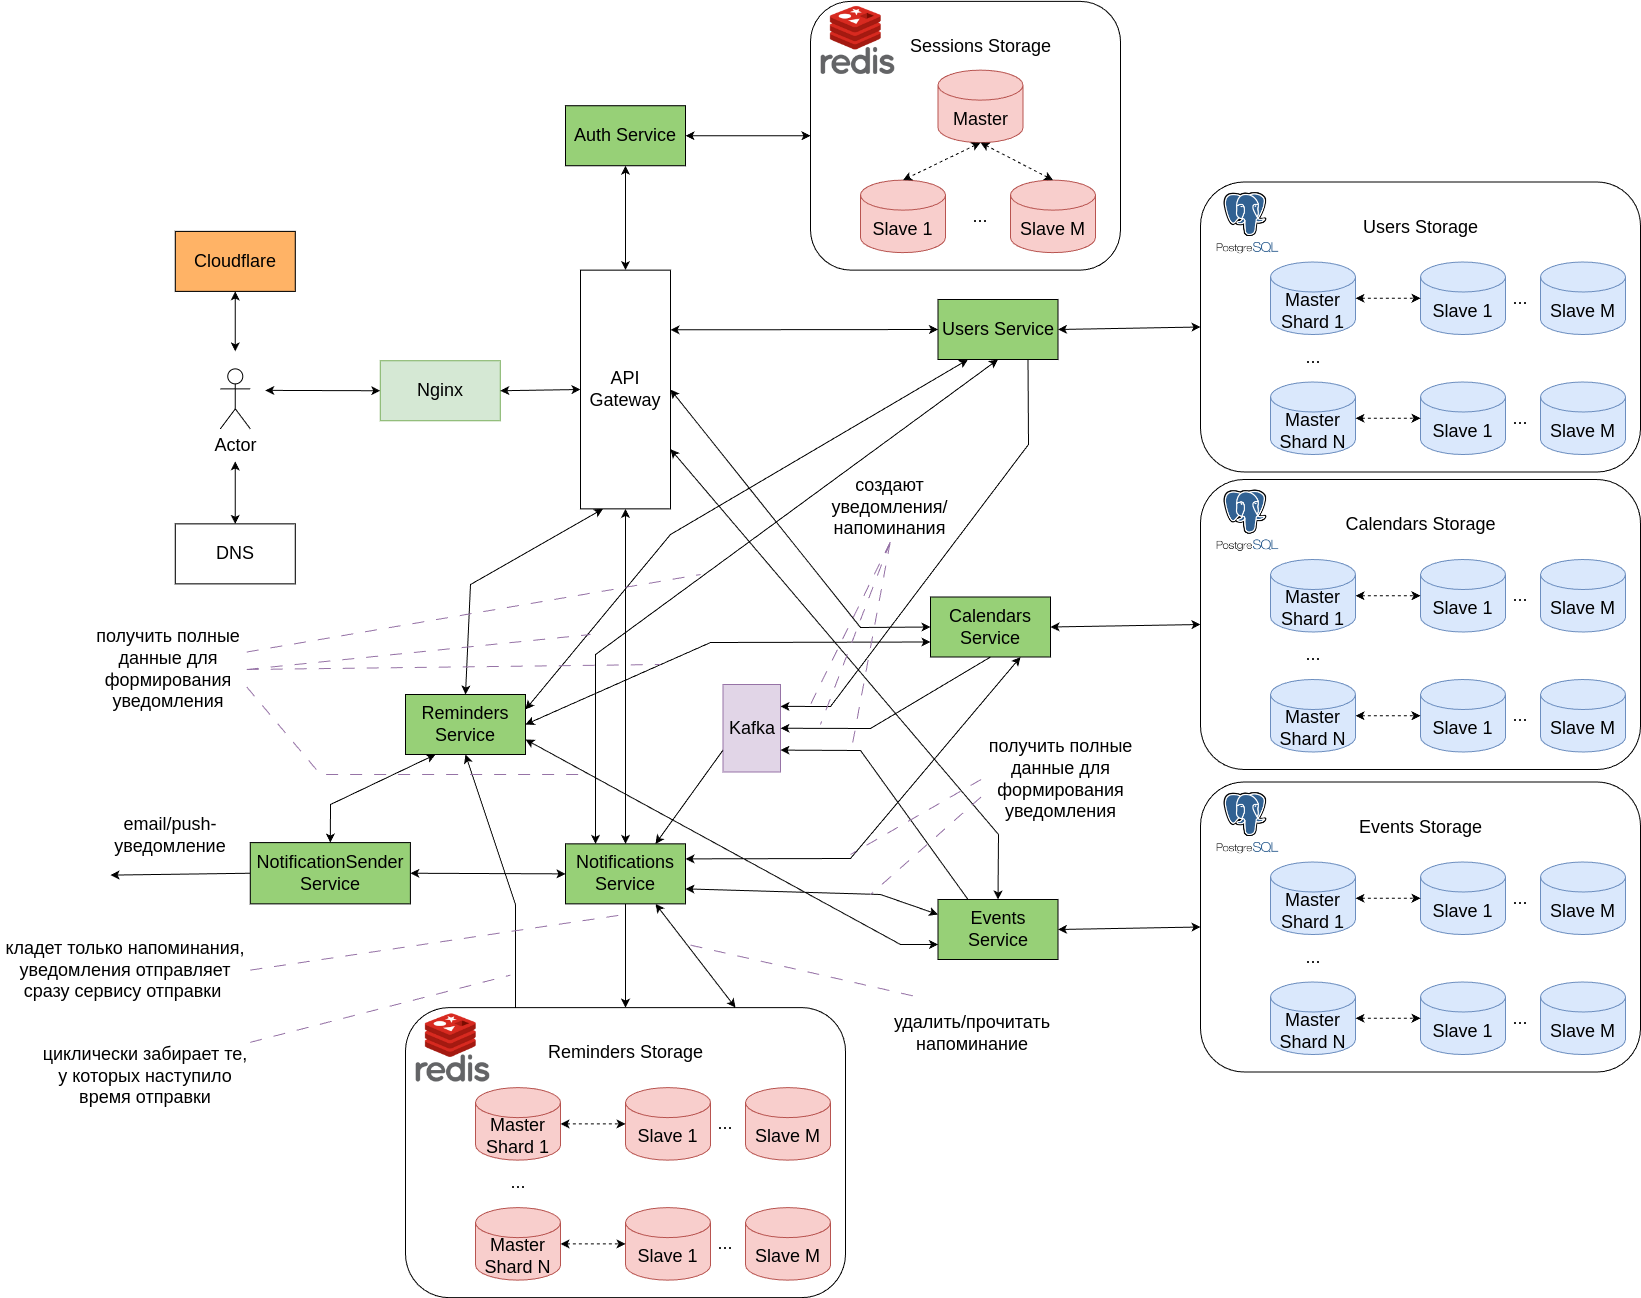 redis
Sessions Storage
Master
Slave 1
...
Slave M
Auth Service
Cloudflare
Actor
DNS
Nginx
API
Gateway
Users Service
PostgreSQL
Users Storage
Master
Shard 1
Slave 1
...
Slave M
...
Master
Shard N
Slave 1
...
Slave M
создают
уведомления/
напоминания
PostgreSQL
Calendars Storage
Master
Shard 1
Slave 1
...
Slave M
...
Master
Shard N
Slave 1
...
Slave M
Calendars
Service
получить полные
данные для
формирования
уведомления
Reminders
Service
Kafka
получить полные
данные для
формирования
уведомления
email/push-
уведомление
NotificationSender
Service
Notifications
Service
Events
Service
PostgreSQL
Events Storage
Master
Shard 1
Slave 1
...
Slave M
...
Master
Shard N
Slave 1
...
Slave M
кладет только напоминания,
уведомления отправляет
сразу сервису отправки
циклически забирает те,
у которых наступило
время отправки
удалить/прочитать
напоминание
redis
Reminders Storage
Master
Shard 1
Slave 1
...
Slave M
...
Master
Shard N
Slave 1
...
Slave M